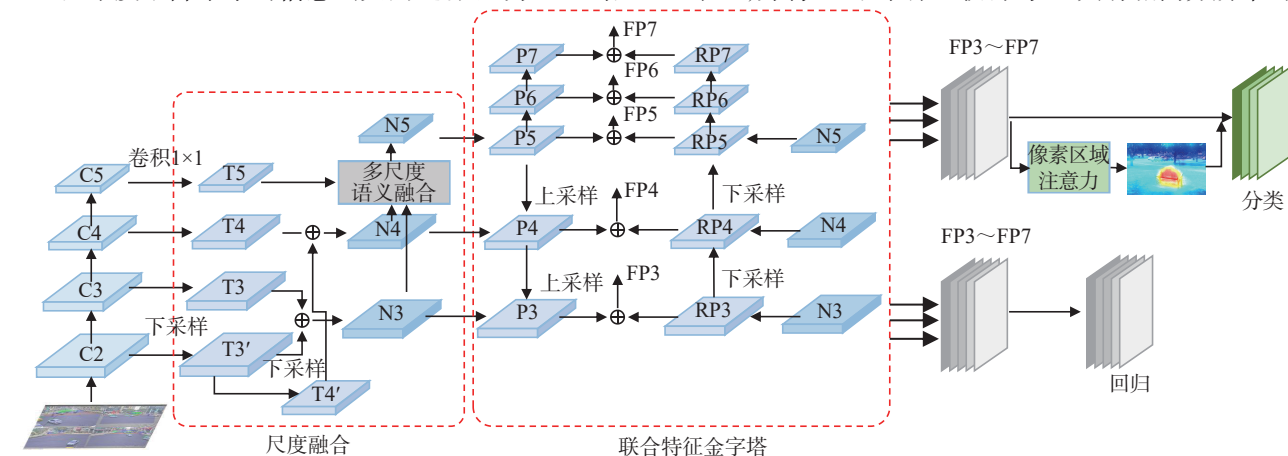 FP7
P7
RP7
FP3～FP7
FP6
P6
RP6
N5
FP5
P5
RP5
N5
卷积1×1
多尺度
语义融合
像素区域
注意力
C5
T5
上采样
FP4
下采样
分类
C4
T4
N4
P4
RP4
N4
FP3～FP7
C3
T3
上采样
FP3
下采样
N3
P3
RP3
N3
下采样
C2
T3′
下采样
T4′
回归
尺度融合
联合特征金字塔